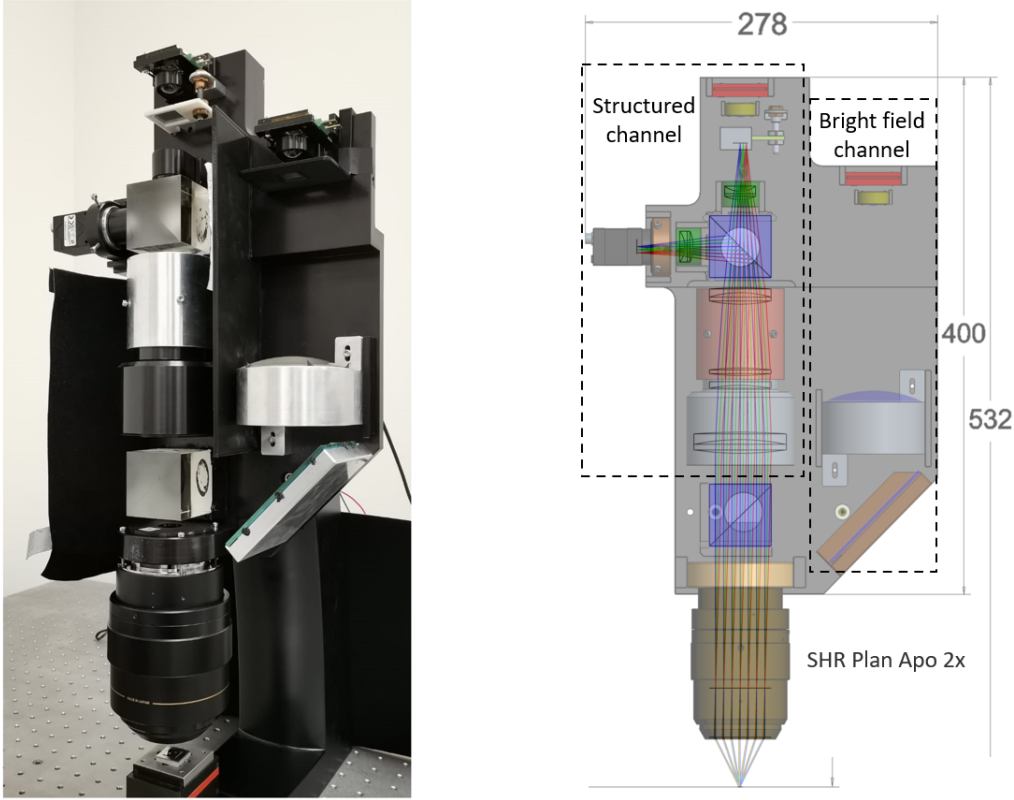 278
Structured
channel
Bright field
channel
400
532
SHR Plan Apo 2x